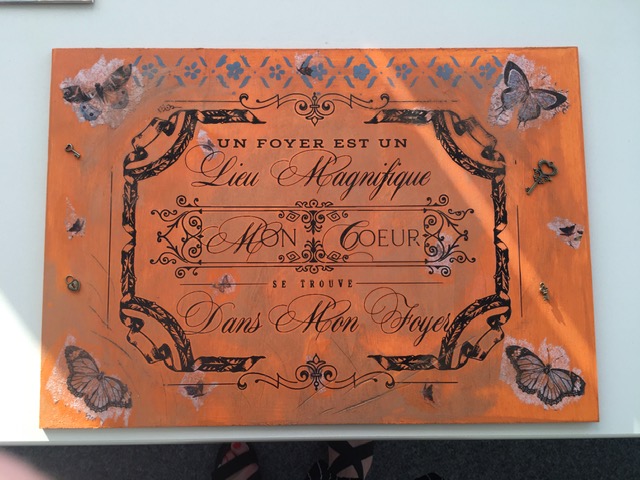 UN FOYER EST UN
Lieu Magnifique
MON COEUR
SE TROUVE
Dans Mon Foyer